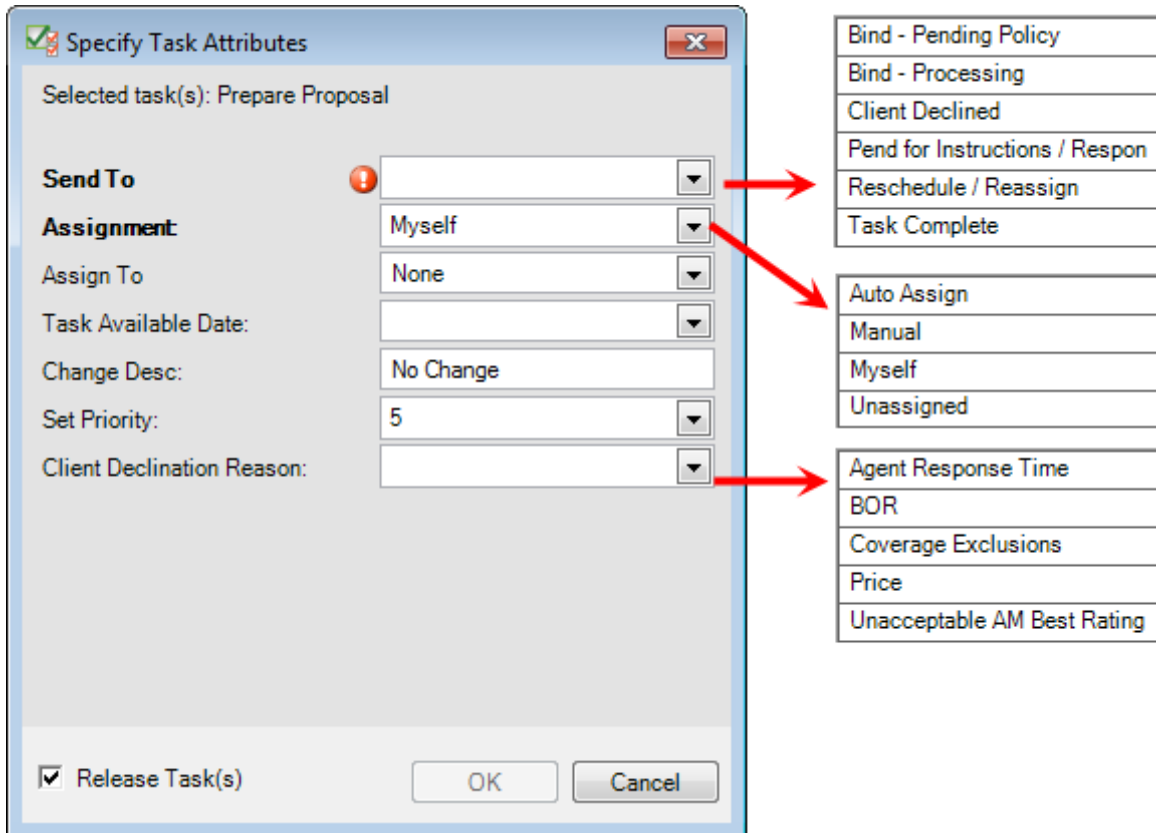 Specify Task Attributes
Selected task(s): Prepare Proposal
Send To
Assignment: Myself
Assign To None
Task Available Date:
Change Desc: No Change
Set Priority: 5
Client Declination Reason:
Release Task(s) OK Cancel
Bind - Pending Policy
Bind - Processing
Client Declined
Pend for Instructions / Respon
Reschedule / Reassign
Task Complete
Auto Assign
Manual
Myself
Unassigned
Agent Response Time
BOR
Coverage Exclusions
Price
Unacceptable AM Best Rating